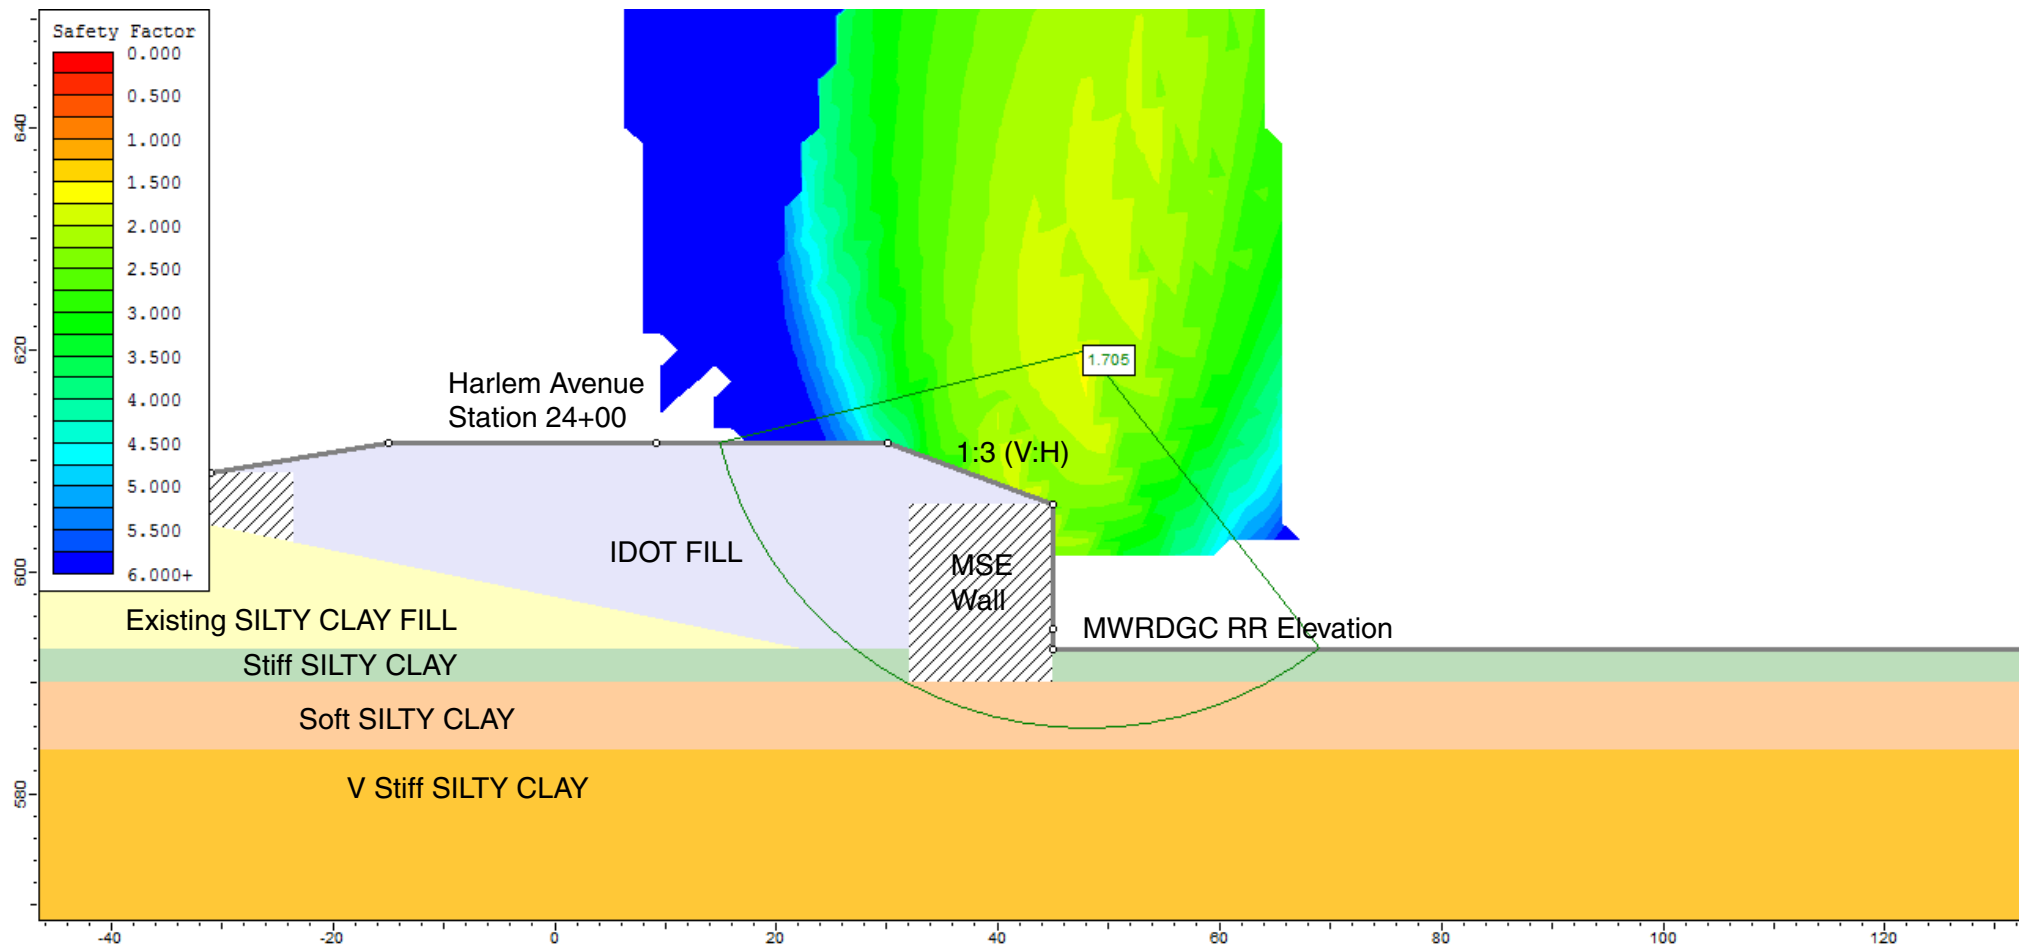 Safety Factor
0.000
0.500
1.000
1.500
2.000
2.500
3.000
3.500
4.000
4.500
5.000
5.500
6.000+
640
620
600
580
1.705
Harlem Avenue
Station 24+00
1:3 (V:H)
IDOT FILL
MSE
Wall
MWRDGC RR Elevation
Existing SILTY CLAY FILL
Stiff SILTY CLAY
Soft SILTY CLAY
V Stiff SILTY CLAY
-40
-20
0
20
40
60
80
100
120